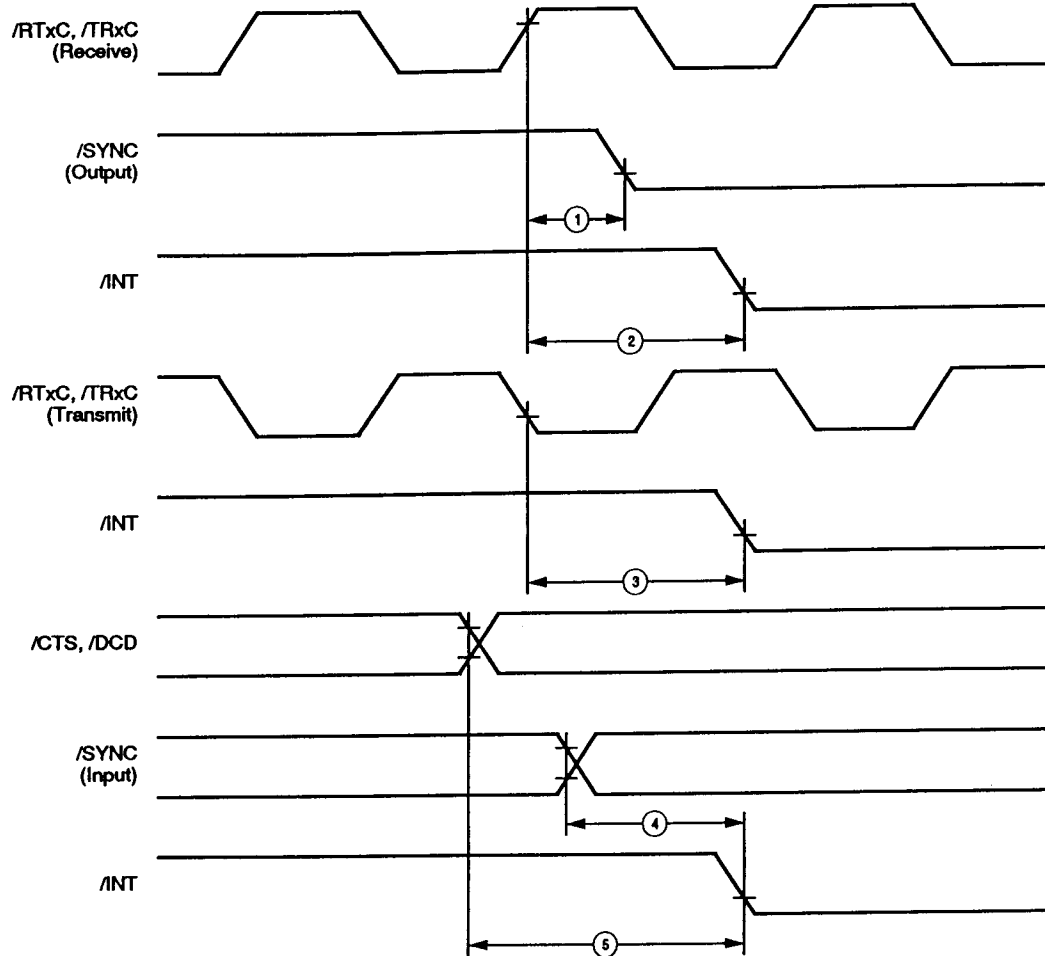 /RTxC, /TRxC
(Receive)
/SYNC
(Output)
1
/INT
2
/RTxC, /TRxC
(Transmit)
/INT
3
/CTS, /DCD
/SYNC
(Input)
4
/INT
5